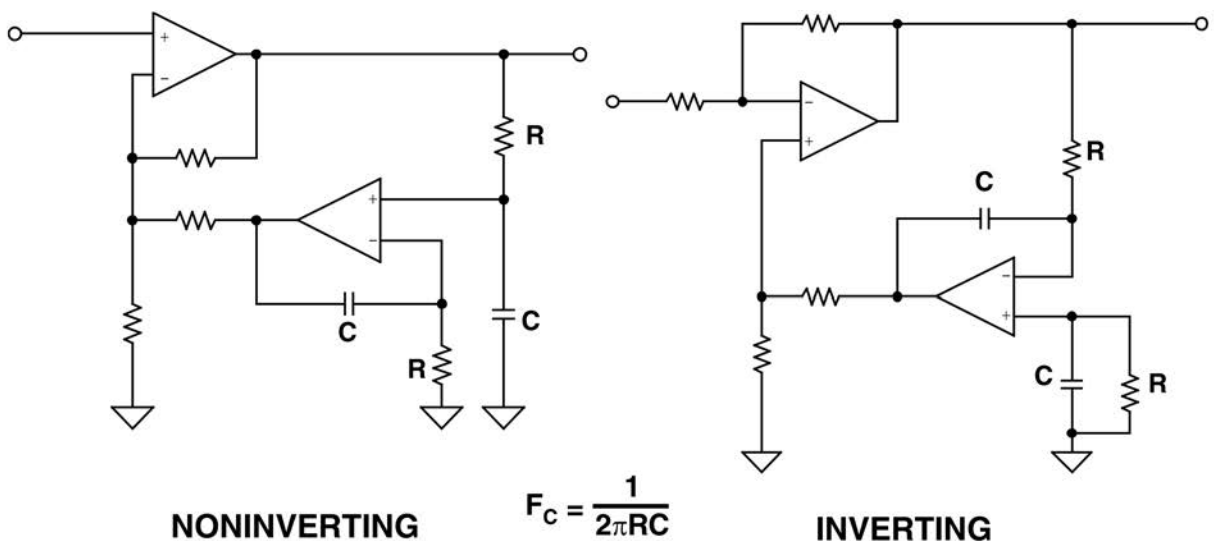 +
−
R
+
−
C
C
R
NONINVERTING
F_C = 1 / 2πRC
−
+
R
C
−
+
C
R
INVERTING